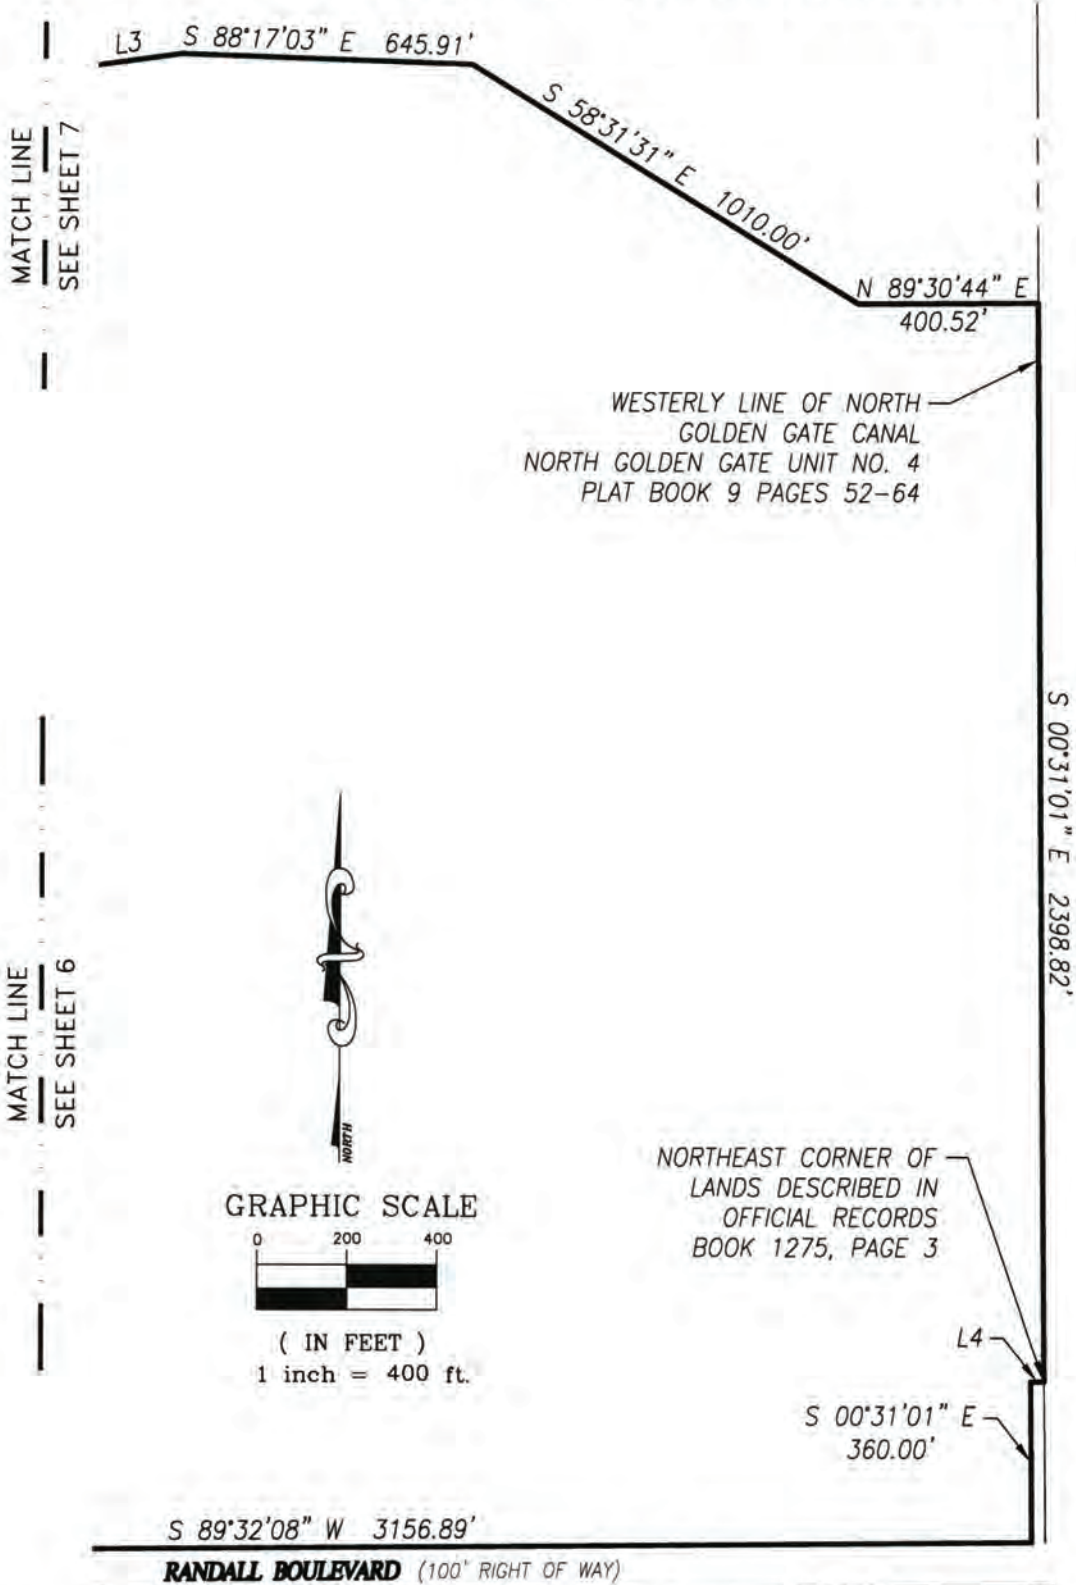 L3
S 88°17'03" E 645.91'
MATCH LINE
SEE SHEET 7
S 58°31'31" E 1010.00'
N 89°30'44" E
400.52'
WESTERLY LINE OF NORTH
GOLDEN GATE CANAL
NORTH GOLDEN GATE UNIT NO. 4
PLAT BOOK 9 PAGES 52-64
S 00°31'01" E 2398.82'
MATCH LINE
SEE SHEET 6
NORTH
GRAPHIC SCALE
0 200 400
( IN FEET )
1 inch = 400 ft.
NORTHEAST CORNER OF
LANDS DESCRIBED IN
OFFICIAL RECORDS
BOOK 1275, PAGE 3
L4
S 00°31'01" E
360.00'
S 89°32'08" W 3156.89'
RANDALL BOULEVARD (100' RIGHT OF WAY)